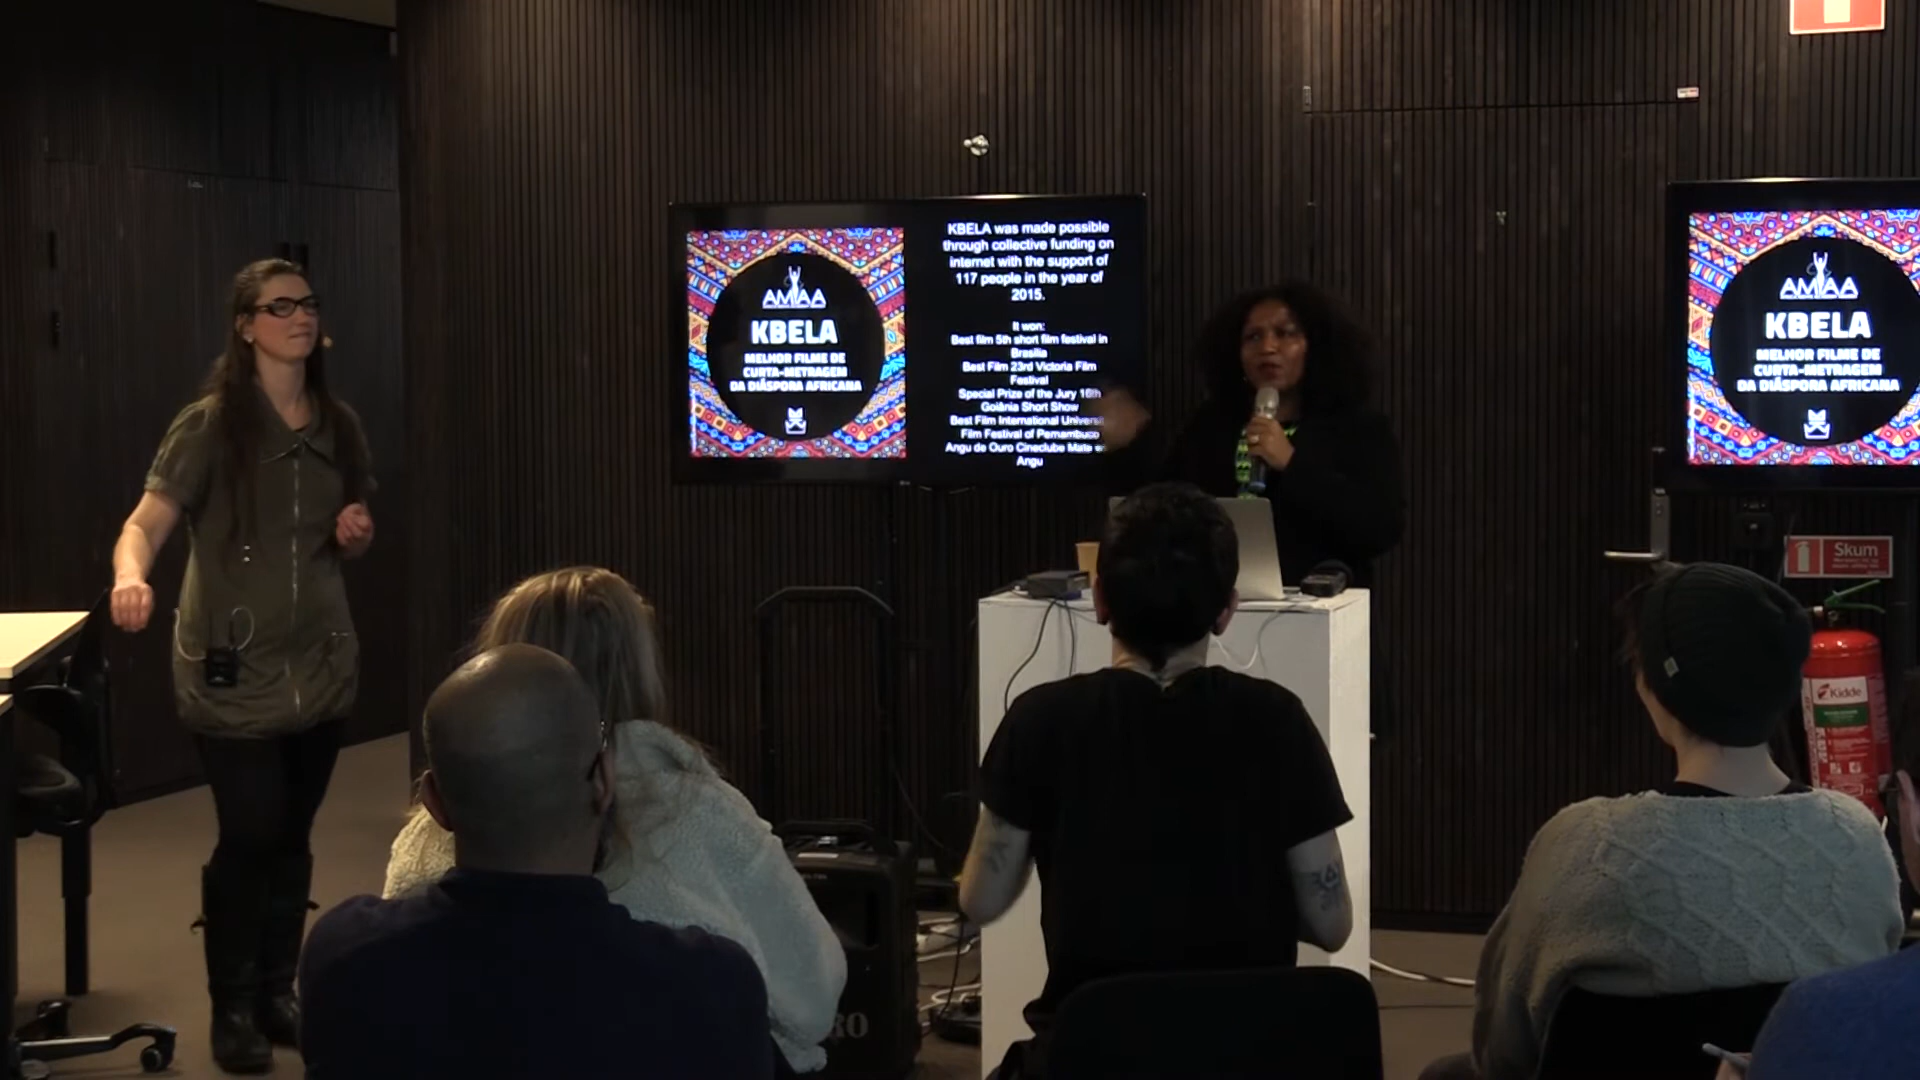 AMAA
KBELA
MELHOR FILME DE
CURTA-METRAGEM
DA DIÁSPORA AFRICANA
KBELA was made possible
through collective funding on
internet with the support of
117 people in the year of
2015.
It won:
Best film 5th short film festival in
Brasilia
Best Film 23rd Victoria Film
Festival
Special Prize of the Jury 16th
Goiânia Short Show
Best Film International
Film Festival of Pernambuco
Angu de Ouro Cineclube Mate
Angu
AMAA
KBELA
MELHOR FILME DE
CURTA-METRAGEM
DA DIÁSPORA AFRICANA
Skum
Kidde